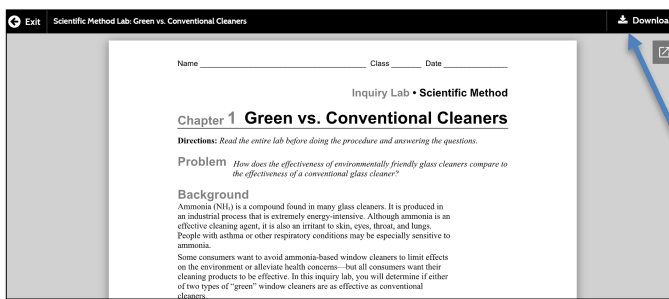 Exit Scientific Method Lab: Green vs. Conventional Cleaners
Name Class Date
Inquiry Lab • Scientific Method
Chapter 1 Green vs. Conventional Cleaners
Directions: Read the entire lab before doing the procedure and answering the questions.
Problem How does the effectiveness of environmentally friendly glass cleaners compare to
the effectiveness of a conventional glass cleaner?
Background
Ammonia (NH₃) is a compound found in many glass cleaners. It is produced in
an industrial process that is extremely energy-intensive. Although ammonia is an
effective cleaning agent, it is also an irritant to skin, eyes, throat, and lungs.
People with asthma or other respiratory conditions may be especially sensitive to
ammonia.
Some consumers want to avoid ammonia-based window cleaners to limit effects
on the environment or alleviate health concerns—but all consumers want their
cleaning products to be effective. In this inquiry lab, you will determine if either
of two types of “green” window cleaners are as effective as conventional
cleaners.